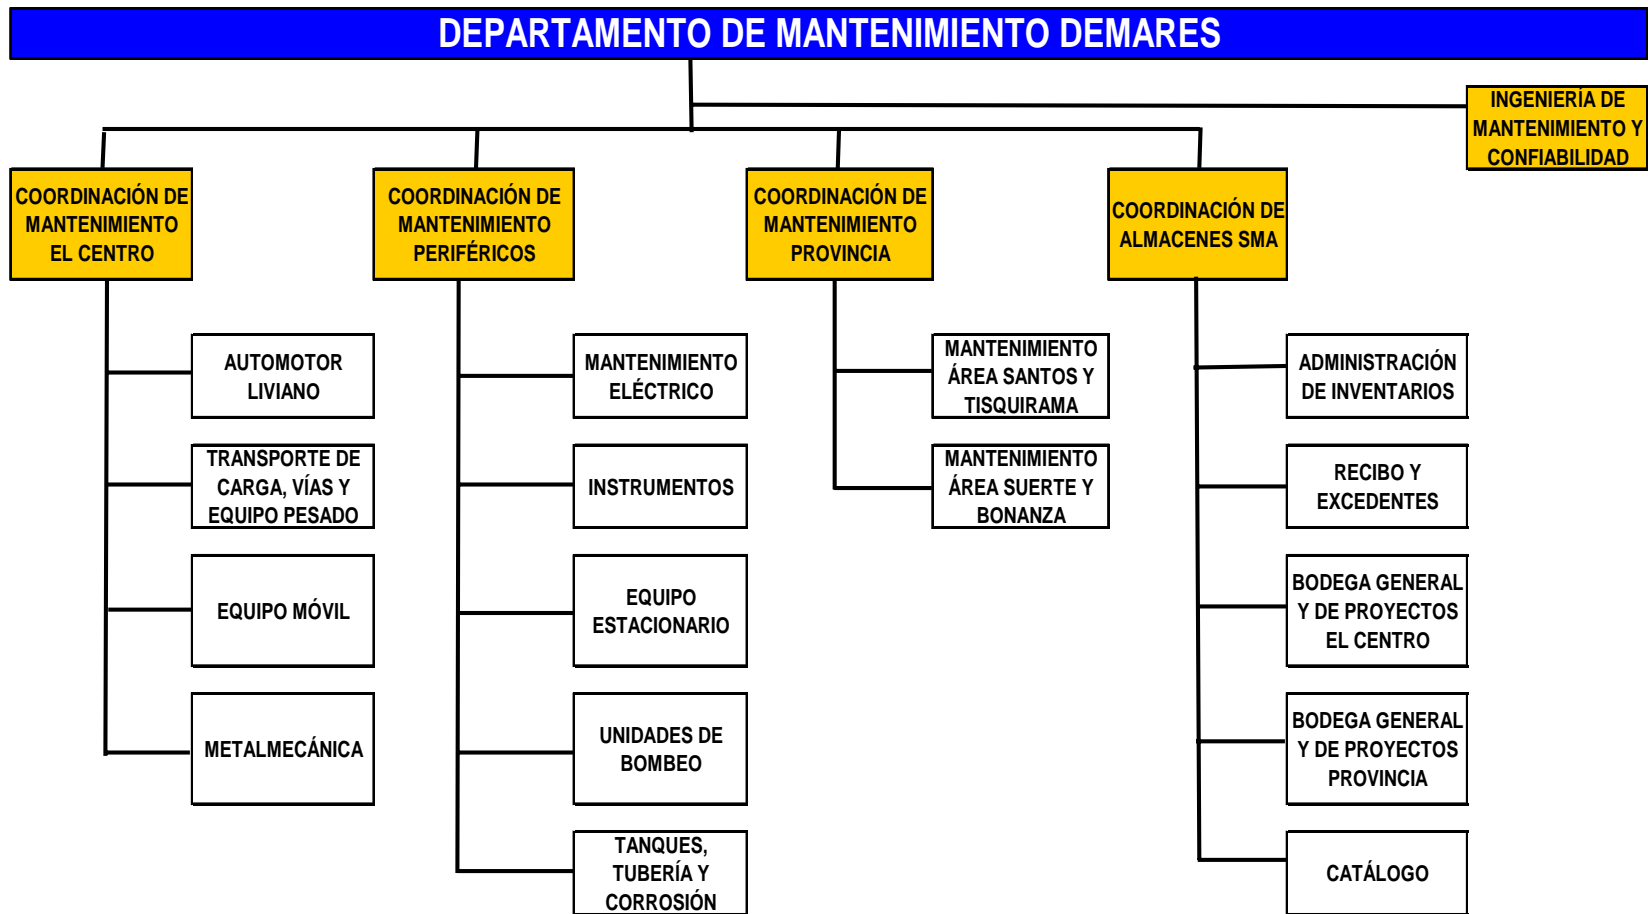 DEPARTAMENTO DE MANTENIMIENTO DEMARES
INGENIERÍA DE
MANTENIMIENTO Y
CONFIABILIDAD
COORDINACIÓN DE
MANTENIMIENTO
EL CENTRO
COORDINACIÓN DE
MANTENIMIENTO
PERIFÉRICOS
COORDINACIÓN DE
MANTENIMIENTO
PROVINCIA
COORDINACIÓN DE
ALMACENES SMA
AUTOMOTOR
LIVIANO
TRANSPORTE DE
CARGA, VÍAS Y
EQUIPO PESADO
EQUIPO MÓVIL
METALMECÁNICA
MANTENIMIENTO
ELÉCTRICO
INSTRUMENTOS
EQUIPO
ESTACIONARIO
UNIDADES DE
BOMBEO
TANQUES,
TUBERÍA Y
CORROSIÓN
MANTENIMIENTO
ÁREA SANTOS Y
TISQUIRAMA
MANTENIMIENTO
ÁREA SUERTE Y
BONANZA
ADMINISTRACIÓN
DE INVENTARIOS
RECIBO Y
EXCEDENTES
BODEGA GENERAL
Y DE PROYECTOS
EL CENTRO
BODEGA GENERAL
Y DE PROYECTOS
PROVINCIA
CATÁLOGO